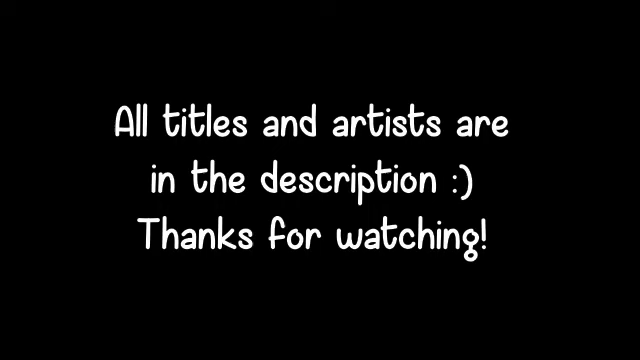 All titles and artists are
in the description :)
Thanks for watching!